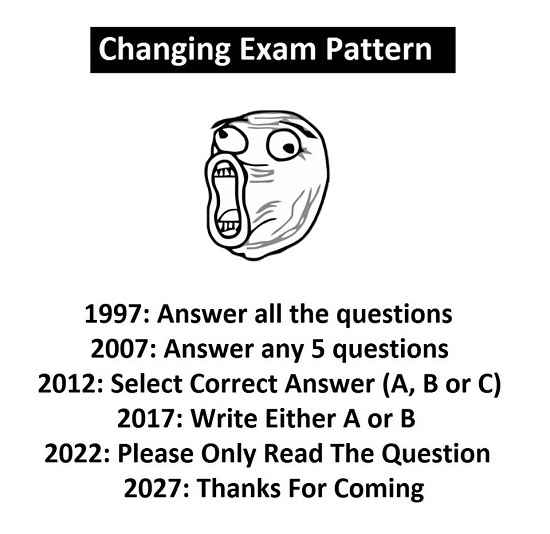 Changing Exam Pattern
1997: Answer all the questions
2007: Answer any 5 questions
2012: Select Correct Answer (A, B or C)
2017: Write Either A or B
2022: Please Only Read The Question
2027: Thanks For Coming